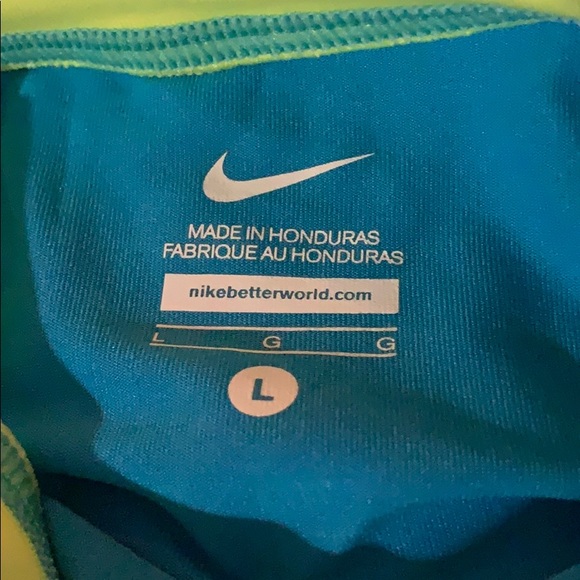 MADE IN HONDURAS
FABRIQUE AU HONDURAS
nikebetterworld.com
L G G
L